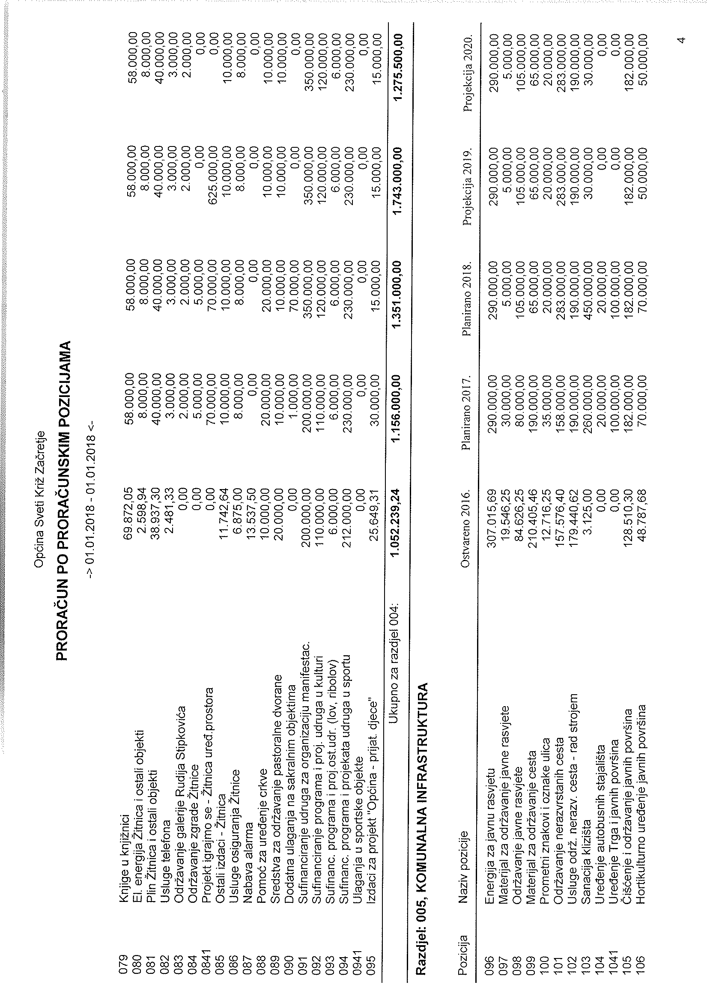 Općina Sveti Križ Začretje
PRORAČUN PO PRORAČUNSKIM POZICIJAMA
-> 01.01.2018 - 01.01.2018 <-
079 Knjige u knjižnici 69.872,05 58.000,00 58.000,00 58.000,00 58.000,00
080 El. energija Žitnica i ostali objekti 2.598,94 8.000,00 8.000,00 8.000,00 8.000,00
081 Plin Žitnica i ostali objekti 38.937,30 40.000,00 40.000,00 40.000,00 40.000,00
082 Usluge telefona 2.481,33 3.000,00 3.000,00 3.000,00 3.000,00
083 Održavanje galerije Rudija Stipkovića 0,00 2.000,00 2.000,00 2.000,00 2.000,00
084 Održavanje zgrade Žitnice 0,00 5.000,00 5.000,00 0,00 0,00
0841 Projekt igrajmo se - Žitnica uređ.prostora 0,00 70.000,00 70.000,00 625.000,00 0,00
085 Ostali izdaci - Žitnica 11.742,64 10.000,00 10.000,00 10.000,00 10.000,00
086 Usluge osiguranja Žitnice 6.875,00 8.000,00 8.000,00 8.000,00 8.000,00
087 Nabava alarma 13.537,50 0,00 0,00 0,00 0,00
088 Pomoć za uređenje crkve 10.000,00 20.000,00 20.000,00 10.000,00 10.000,00
089 Sredstva za održavanje pastoralne dvorane 20.000,00 10.000,00 10.000,00 10.000,00 10.000,00
090 Dodatna ulaganja na sakralnim objektima 0,00 1.000,00 70.000,00 0,00 0,00
091 Sufinanciranje udruga za organizaciju manifestac. 200.000,00 200.000,00 350.000,00 350.000,00 350.000,00
092 Sufinanciranje programa i proj. udruga u kulturi 110.000,00 110.000,00 120.000,00 120.000,00 120.000,00
093 Sufinanc. programa i proj.ost.udr. (lov, ribolov) 6.000,00 6.000,00 6.000,00 6.000,00 6.000,00
094 Sufinanc. programa i projekata udruga u sportu 212.000,00 230.000,00 230.000,00 230.000,00 230.000,00
0941 Ulaganja u sportske objekte 0,00 0,00 0,00 0,00 0,00
095 Izdaci za projekt "Općina - prijat. djece" 25.649,31 30.000,00 15.000,00 15.000,00 15.000,00
Ukupno za razdjel 004: 1.052.239,24 1.156.000,00 1.351.000,00 1.743.000,00 1.275.500,00
Razdjel: 005, KOMUNALNA INFRASTRUKTURA
Pozicija Naziv pozicije Ostvareno 2016. Planirano 2017. Planirano 2018. Projekcija 2019. Projekcija 2020.
096 Energija za javnu rasvjetu 307.015,69 290.000,00 290.000,00 290.000,00 290.000,00
097 Materijal za održavanje javne rasvjete 19.546,25 30.000,00 5.000,00 5.000,00 5.000,00
098 Održavanje javne rasvjete 84.626,25 80.000,00 105.000,00 105.000,00 105.000,00
099 Materijal za održavanje cesta 210.405,46 190.000,00 65.000,00 65.000,00 65.000,00
100 Prometni znakovi i oznake ulica 12.716,25 35.000,00 20.000,00 20.000,00 20.000,00
101 Održavanje nerazvrstanih cesta 157.576,40 158.000,00 283.000,00 283.000,00 283.000,00
102 Usluge održ. nerazv. cesta - rad strojem 179.440,62 190.000,00 190.000,00 190.000,00 190.000,00
103 Sanacija klizišta 3.125,00 260.000,00 450.000,00 30.000,00 30.000,00
104 Uređenje autobusnih stajališta 0,00 20.000,00 20.000,00 0,00 0,00
1041 Uređenje Trga i javnih površina 0,00 100.000,00 100.000,00 0,00 0,00
105 Čišćenje i održavanje javnih površina 128.510,30 182.000,00 182.000,00 182.000,00 182.000,00
106 Hortikulturno uređenje javnih površina 48.787,68 70.000,00 70.000,00 50.000,00 50.000,00
4